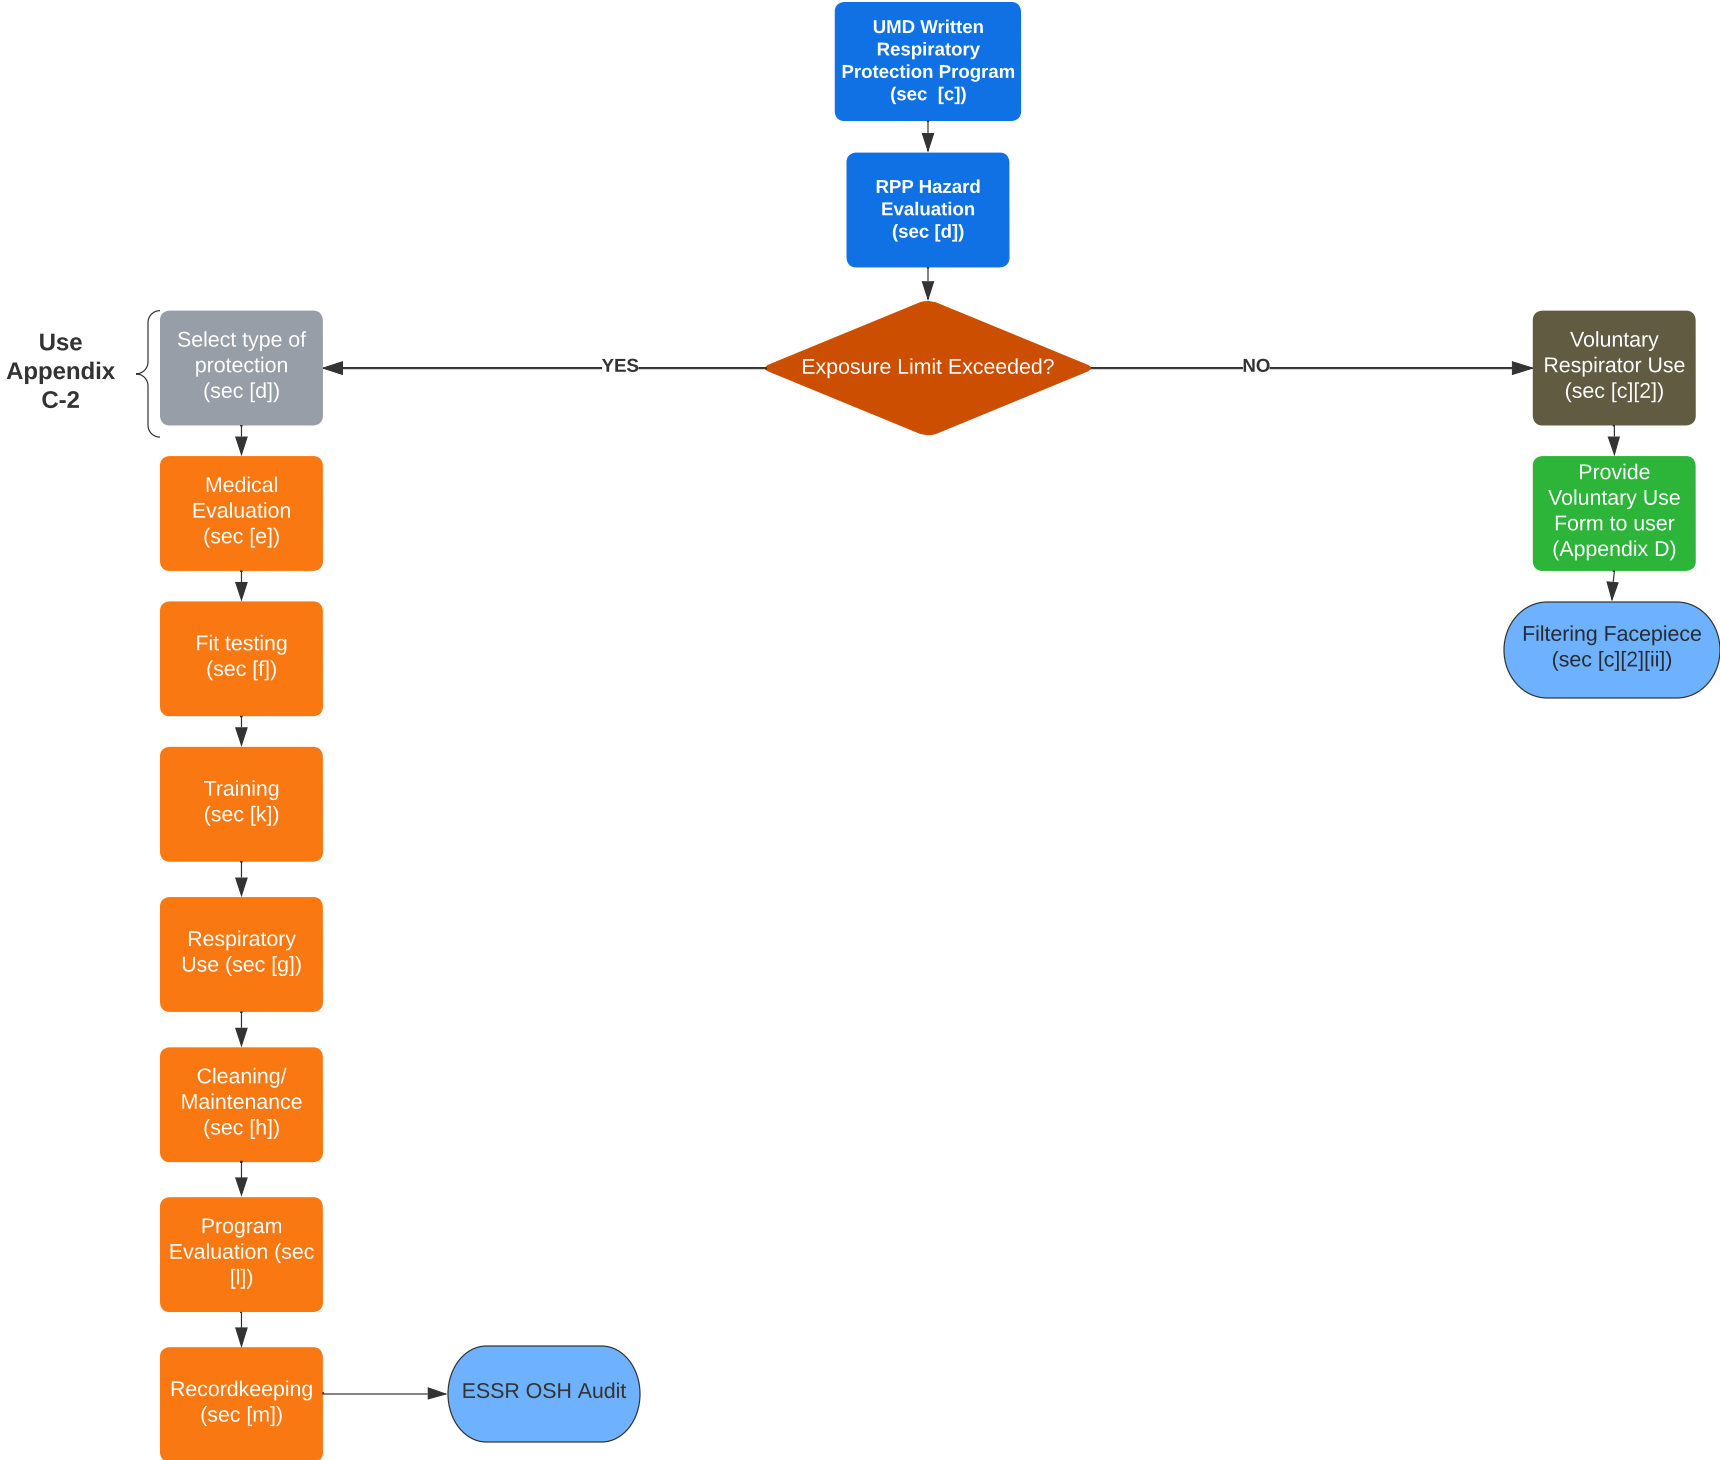 UMD Written
Respiratory
Protection Program
(sec  [c])
RPP Hazard
Evaluation
(sec [d])
Use
Appendix
C-2
Select type of
protection
(sec [d])
YES
Exposure Limit Exceeded?
NO
Voluntary
Respirator Use
(sec [c][2])
Medical
Evaluation
(sec [e])
Provide
Voluntary Use
Form to user
(Appendix D)
Fit testing
(sec [f])
Filtering Facepiece
(sec [c][2][ii])
Training
(sec [k])
Respiratory
Use (sec [g])
Cleaning/
Maintenance
(sec [h])
Program
Evaluation (sec
[l])
Recordkeeping
(sec [m])
ESSR OSH Audit